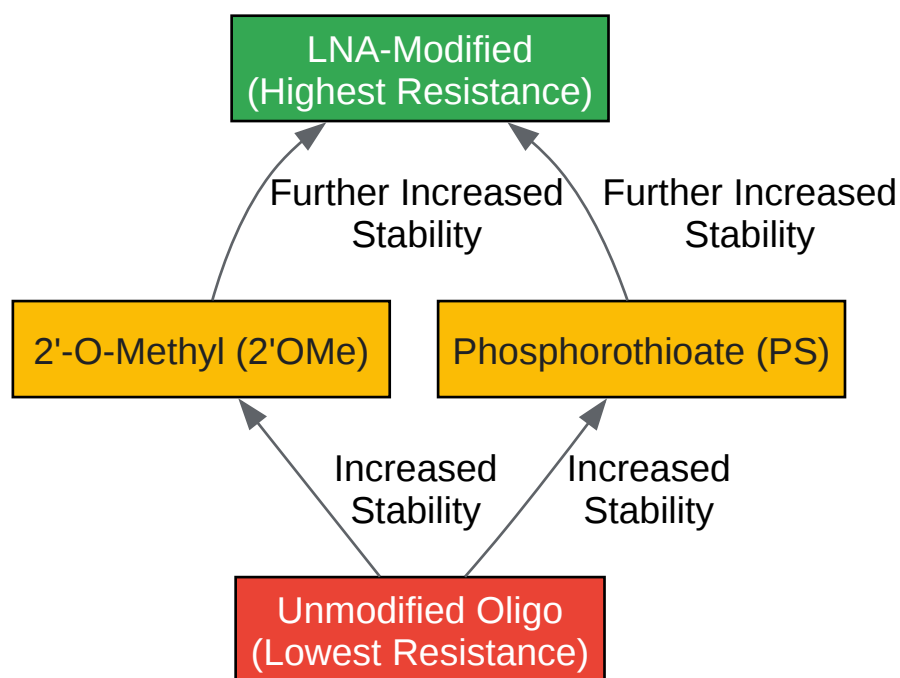 LNA-Modified
(Highest Resistance)
Further Increased
Stability
Further Increased
Stability
2'-O-Methyl (2'OMe)
Phosphorothioate (PS)
Increased
Stability
Increased
Stability
Unmodified Oligo
(Lowest Resistance)